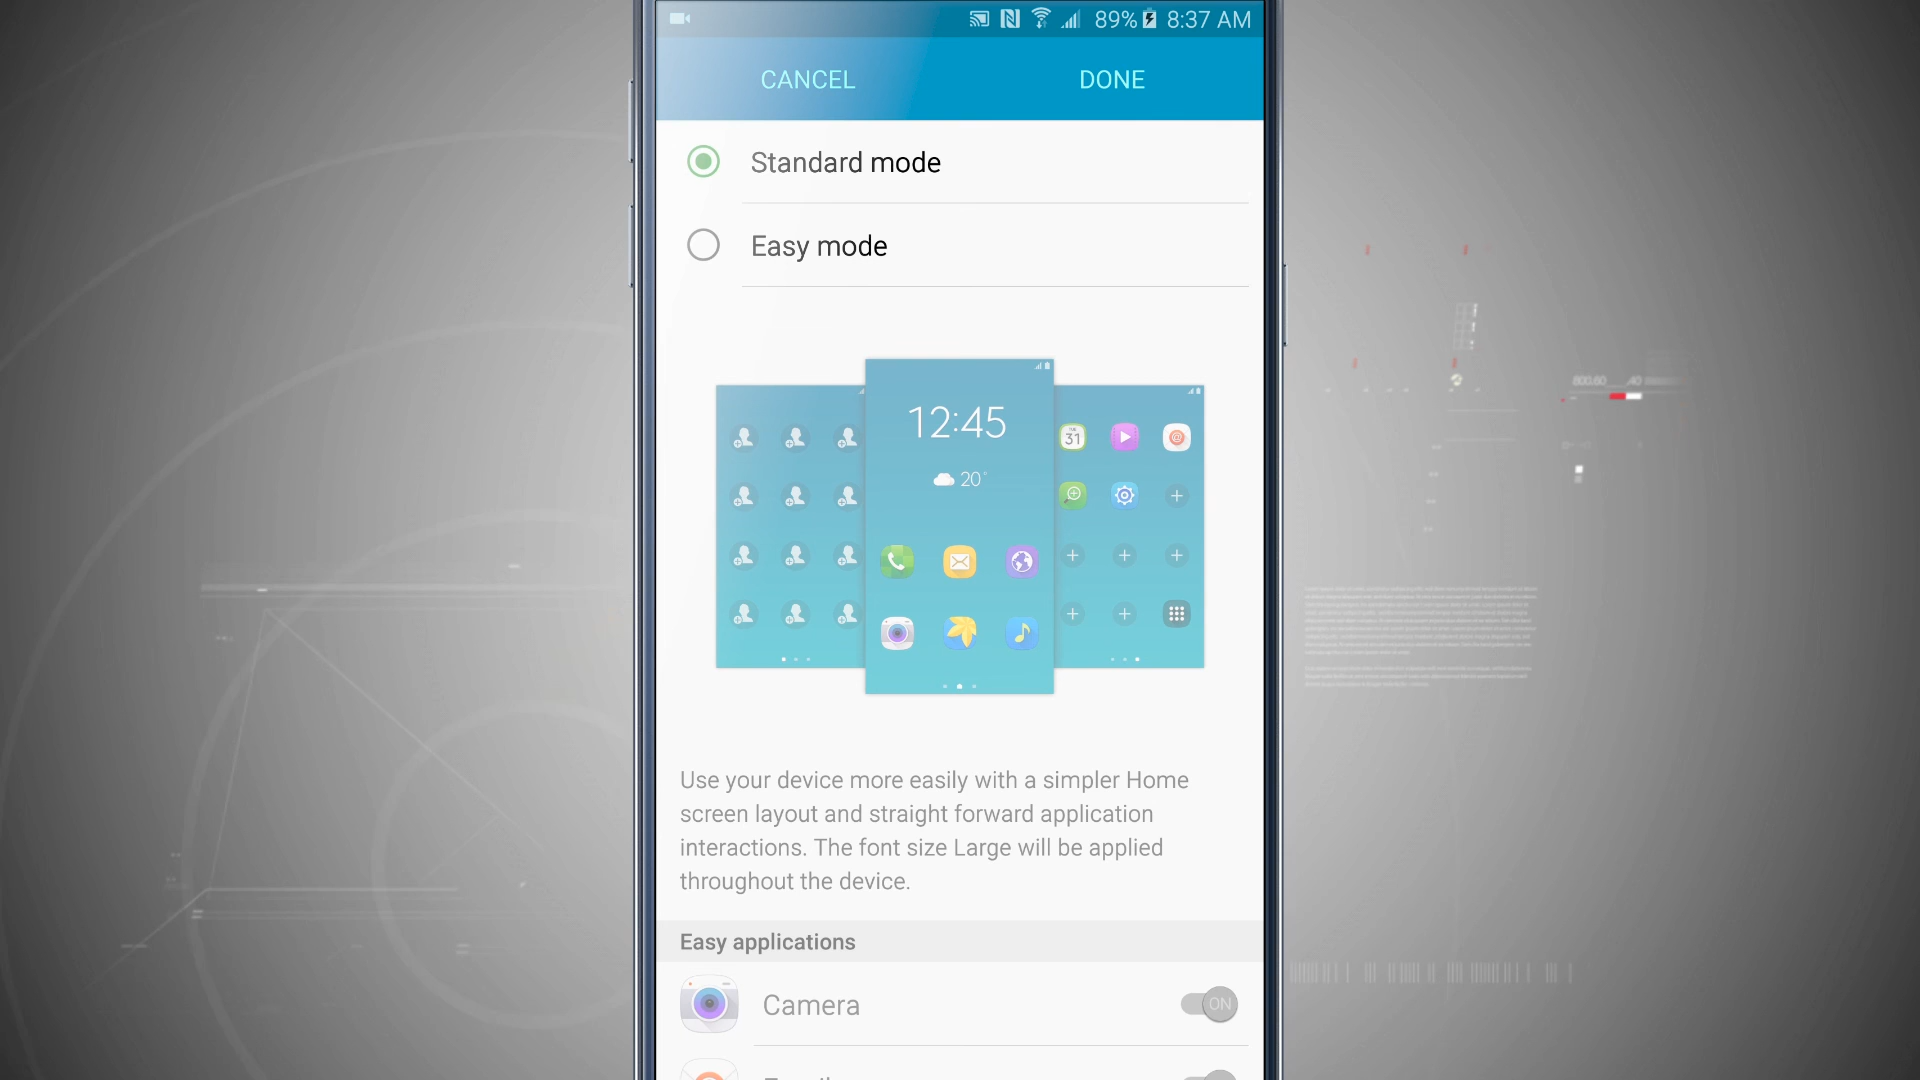 89% 8:37 AM
CANCEL DONE
Standard mode
Easy mode
12:45
20°
31
Use your device more easily with a simpler Home
screen layout and straight forward application
interactions. The font size Large will be applied
throughout the device.
Easy applications
Camera
ON